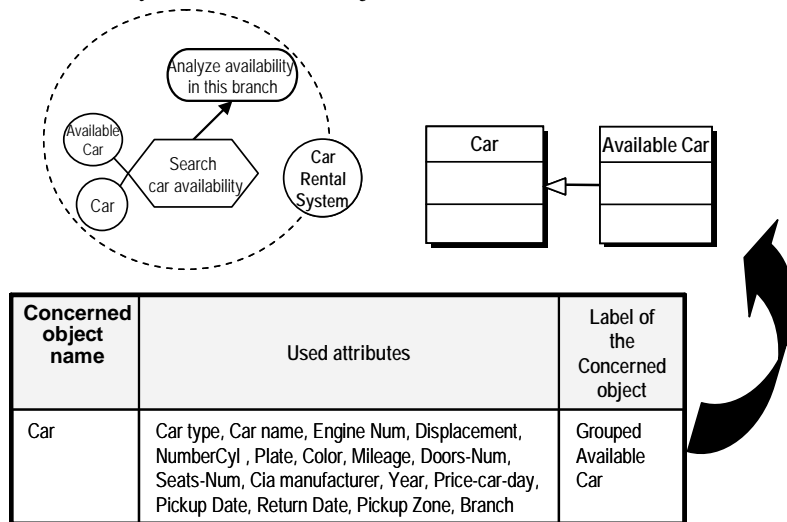 Analyze availability
in this branch
Available
Car
Search
car availability
Car
Car
Rental
System
Car
Available Car
Concerned
object
name
Used attributes
Label of
the
Concerned
object
Car
Car type, Car name, Engine Num, Displacement,
NumberCyl , Plate, Color, Mileage, Doors-Num,
Seats-Num, Cia manufacturer, Year, Price-car-day,
Pickup Date, Return Date, Pickup Zone, Branch
Grouped
Available
Car